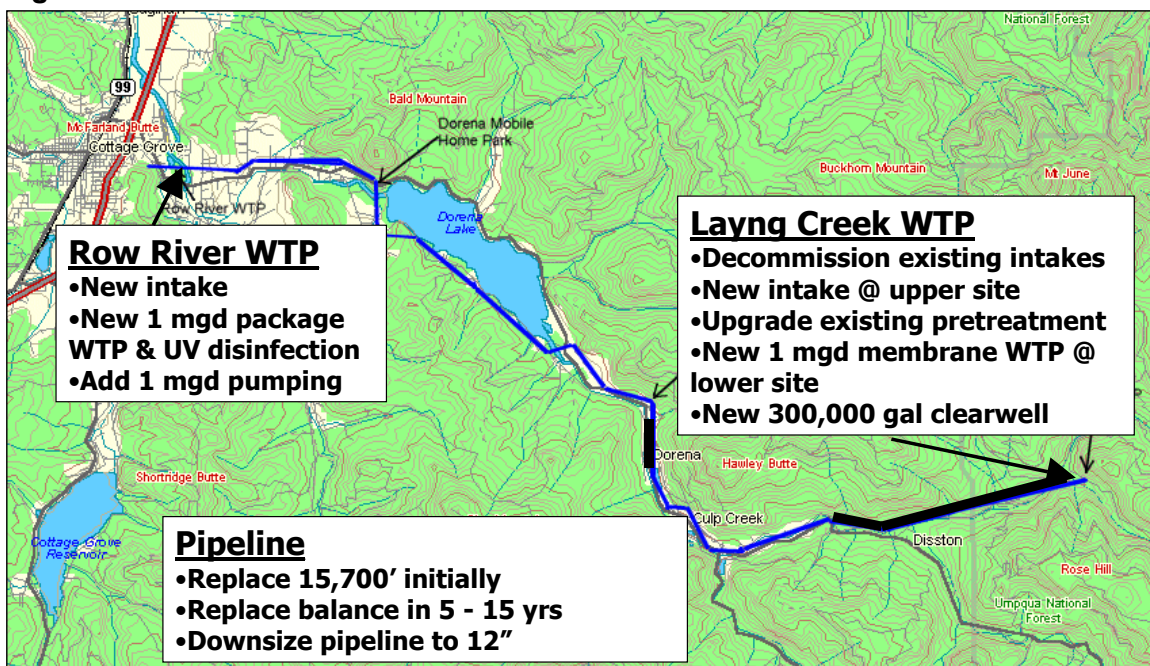 National Forest
99
Bald Mountain
McFarland Butte
Cottage Grove
Dorena Mobile
Home Park
Buckhorn Mountain
Mt June
Row River WTP
Dorena
Lake
Row River WTP
•New intake
•New 1 mgd package
WTP & UV disinfection
•Add 1 mgd pumping
Layng Creek WTP
•Decommission existing intakes
•New intake @ upper site
•Upgrade existing pretreatment
•New 1 mgd membrane WTP @
lower site
•New 300,000 gal clearwell
Dorena
Hawley Butte
Shortridge Butte
Culp Creek
Disston
Cottage Grove
Reservoir
Rose Hill
Umpqua National
Forest
Pipeline
•Replace 15,700’ initially
•Replace balance in 5 - 15 yrs
•Downsize pipeline to 12”